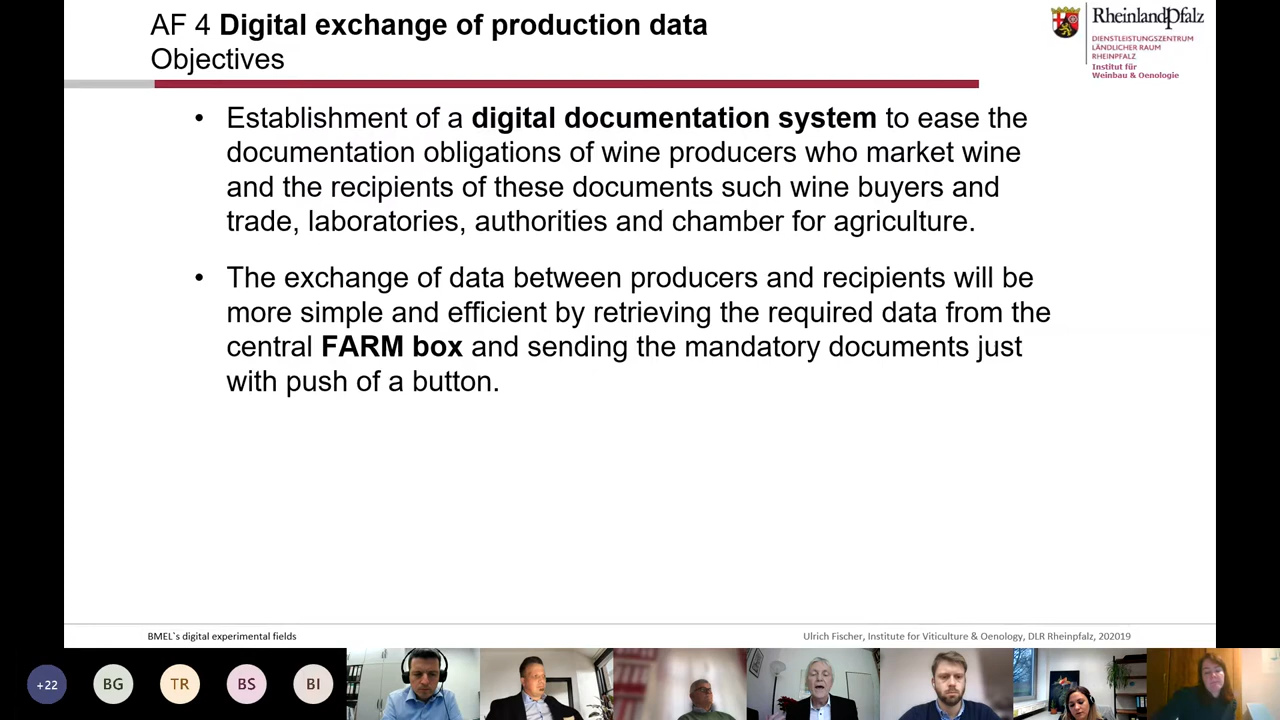 AF 4 Digital exchange of production data
Objectives
RheinlandPfalz
DIENSTLEISTUNGSZENTRUM
LÄNDLICHER RAUM
RHEINPFALZ
Institut für
Weinbau & Oenologie
• Establishment of a digital documentation system to ease the
documentation obligations of wine producers who market wine
and the recipients of these documents such wine buyers and
trade, laboratories, authorities and chamber for agriculture.
• The exchange of data between producers and recipients will be
more simple and efficient by retrieving the required data from the
central FARM box and sending the mandatory documents just
with push of a button.
BMEL`s digital experimental fields
Ulrich Fischer, Institute for Viticulture & Oenology, DLR Rheinpfalz, 202019
+22
BG
TR
BS
BI